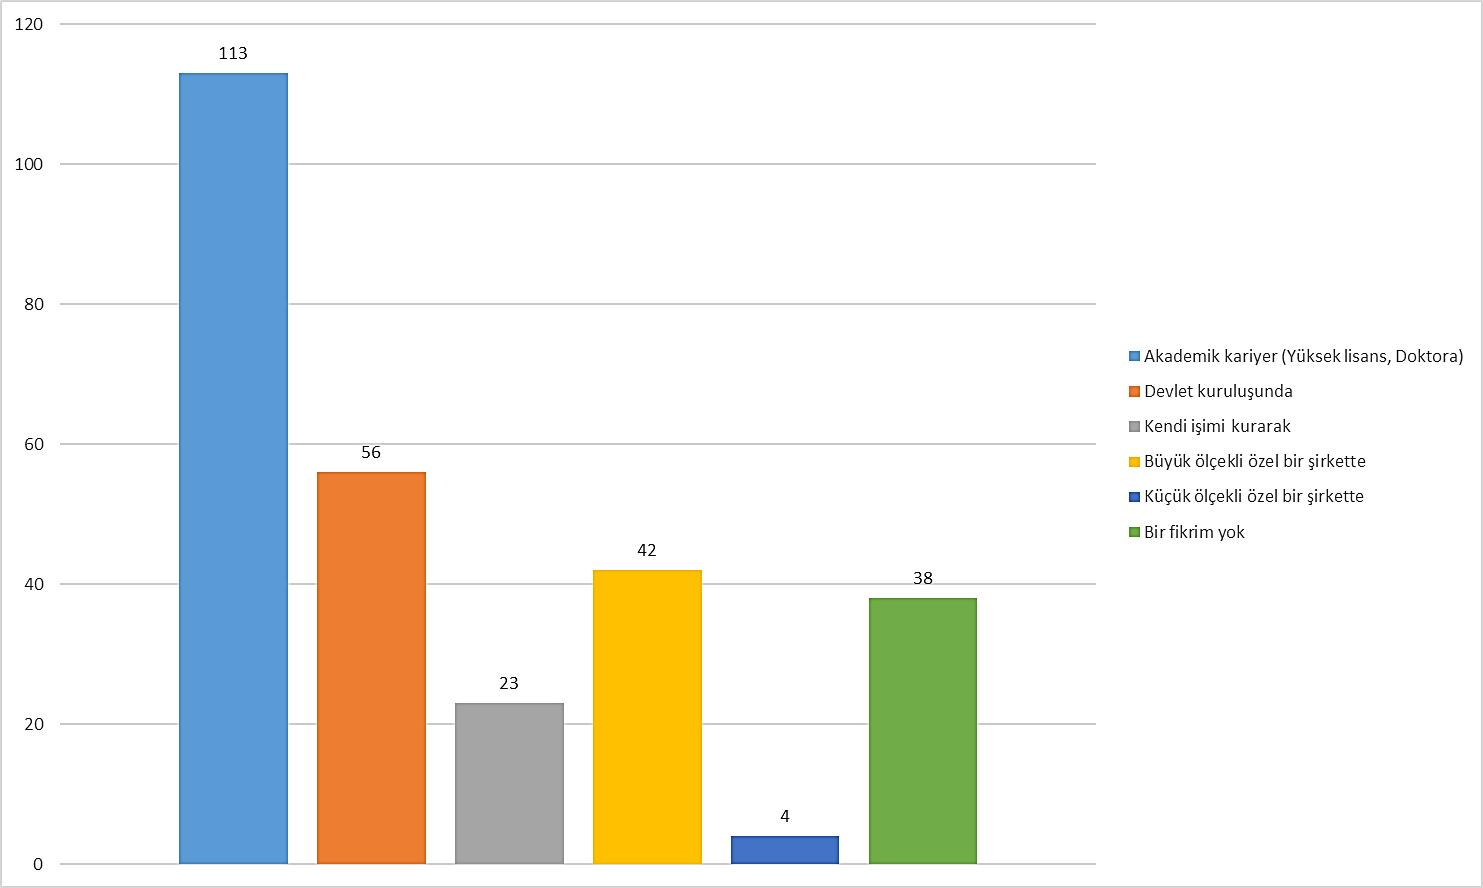 120
100
80
60
40
20
0
113
56
23
42
4
38
Akademik kariyer (Yüksek lisans, Doktora)
Devlet kuruluşunda
Kendi işimi kurarak
Büyük ölçekli özel bir şirkette
Küçük ölçekli özel bir şirkette
Bir fikrim yok